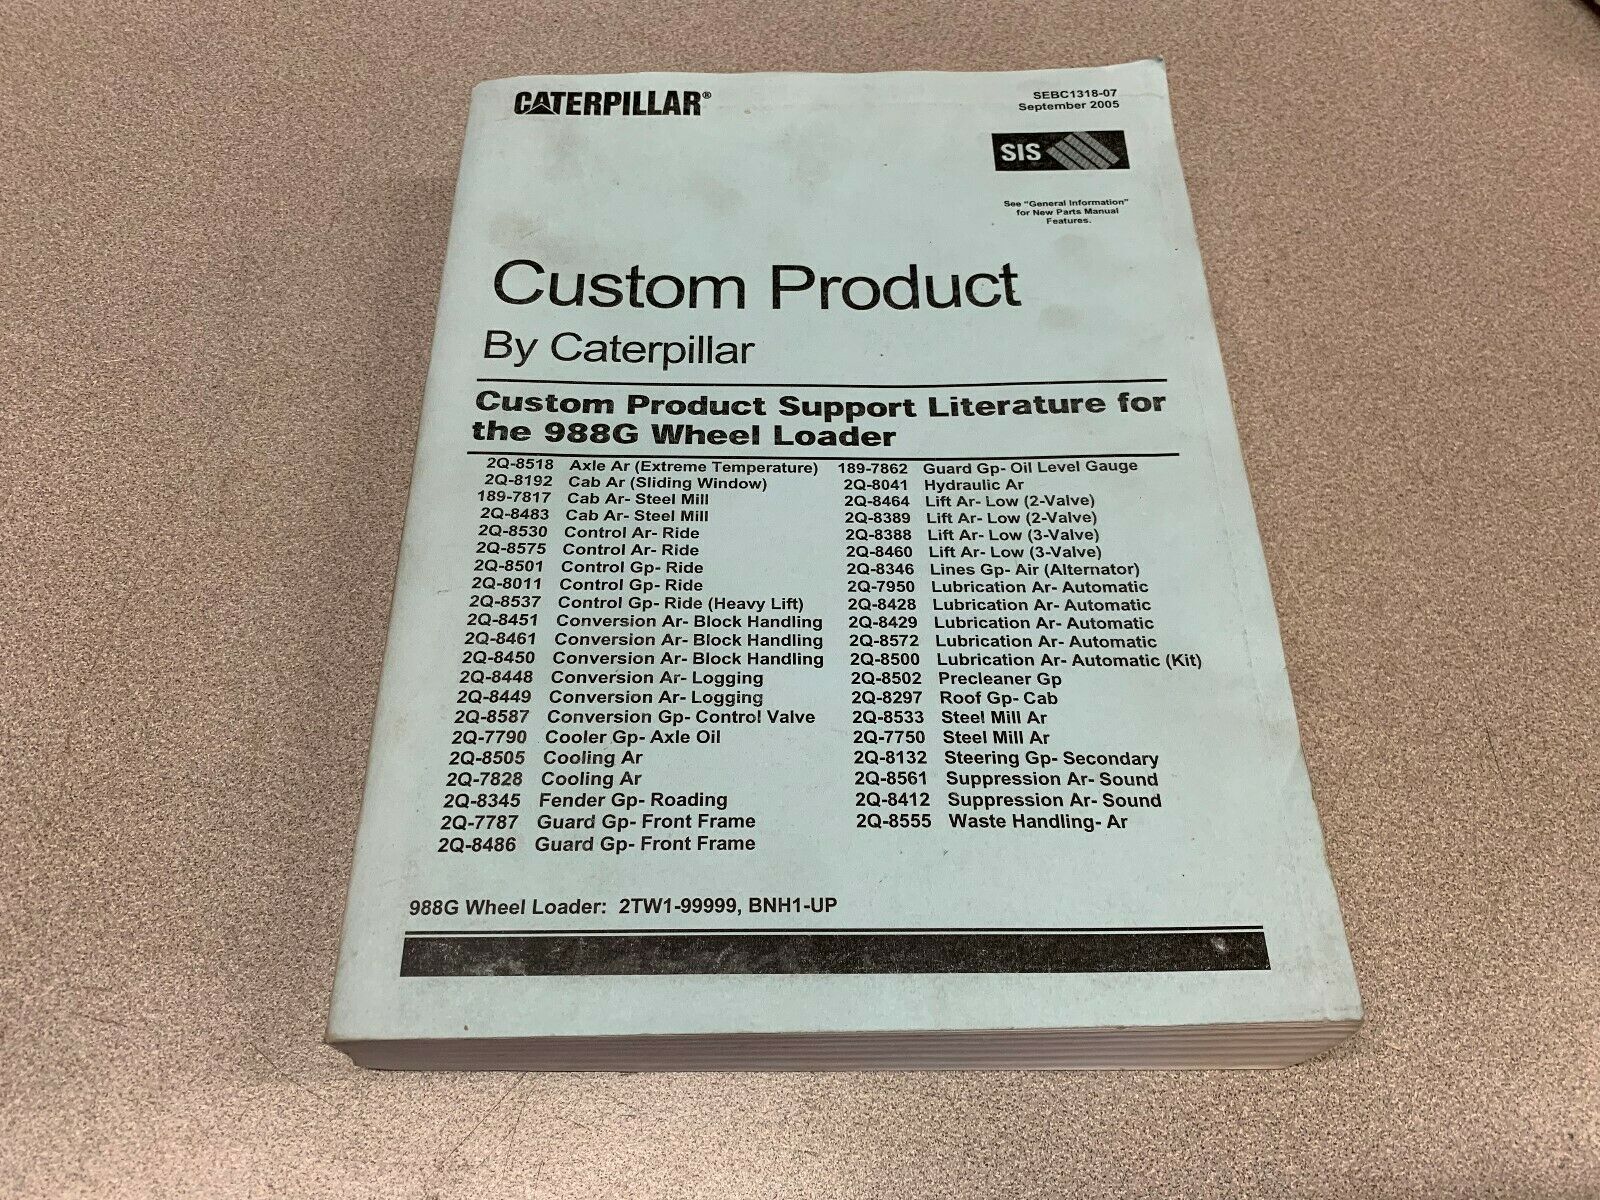 CATERPILLAR®
SEBC1318-07
September 2005
SIS
See "General Information"
for New Parts Manual
Features.
Custom Product
By Caterpillar
Custom Product Support Literature for
the 988G Wheel Loader
2Q-8518 Axle Ar (Extreme Temperature)
2Q-8192 Cab Ar (Sliding Window)
189-7817 Cab Ar- Steel Mill
2Q-8483 Cab Ar- Steel Mill
2Q-8530 Control Ar- Ride
2Q-8575 Control Ar- Ride
2Q-8501 Control Gp- Ride
2Q-8011 Control Gp- Ride
2Q-8537 Control Gp- Ride (Heavy Lift)
2Q-8451 Conversion Ar- Block Handling
2Q-8461 Conversion Ar- Block Handling
2Q-8450 Conversion Ar- Block Handling
2Q-8448 Conversion Ar- Logging
2Q-8449 Conversion Ar- Logging
2Q-8587 Conversion Gp- Control Valve
2Q-7790 Cooler Gp- Axle Oil
2Q-8505 Cooling Ar
2Q-7828 Cooling Ar
2Q-8345 Fender Gp- Roading
2Q-7787 Guard Gp- Front Frame
2Q-8486 Guard Gp- Front Frame
189-7862 Guard Gp- Oil Level Gauge
2Q-8041 Hydraulic Ar
2Q-8464 Lift Ar- Low (2-Valve)
2Q-8389 Lift Ar- Low (2-Valve)
2Q-8388 Lift Ar- Low (3-Valve)
2Q-8460 Lift Ar- Low (3-Valve)
2Q-8346 Lines Gp- Air (Alternator)
2Q-7950 Lubrication Ar- Automatic
2Q-8428 Lubrication Ar- Automatic
2Q-8429 Lubrication Ar- Automatic
2Q-8572 Lubrication Ar- Automatic
2Q-8500 Lubrication Ar- Automatic (Kit)
2Q-8502 Precleaner Gp
2Q-8297 Roof Gp- Cab
2Q-8533 Steel Mill Ar
2Q-7750 Steel Mill Ar
2Q-8132 Steering Gp- Secondary
2Q-8561 Suppression Ar- Sound
2Q-8412 Suppression Ar- Sound
2Q-8555 Waste Handling- Ar
988G Wheel Loader: 2TW1-99999, BNH1-UP